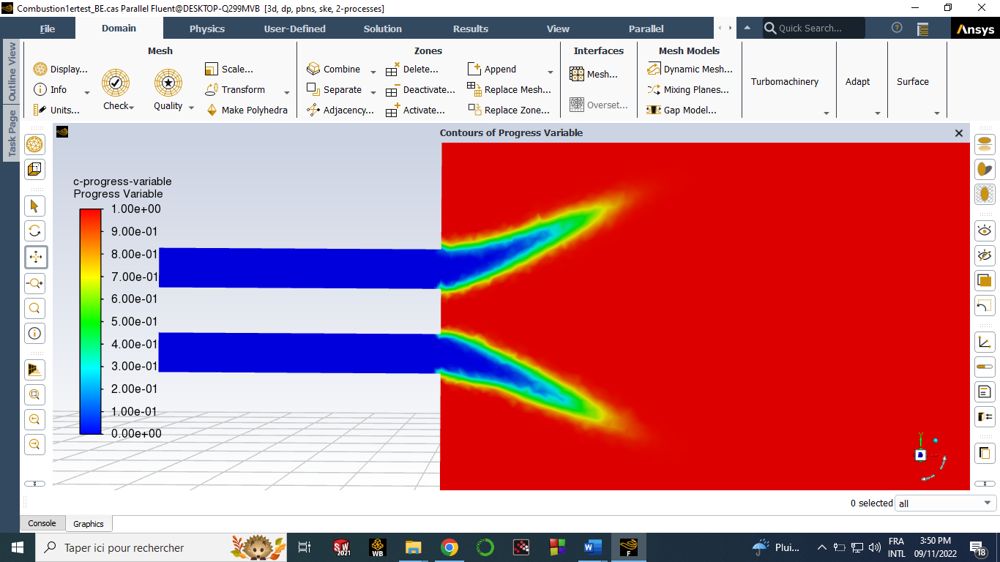 Combustion1ertest_BE.cas Parallel Fluent@DESKTOP-Q299MVB [3d, dp, pbns, ske, 2-processes]
File Domain Physics User-Defined Solution Results View Parallel Quick Search... Ansys
Outline View
Task Page
Mesh
Display...
Info
Units...
Check
Quality
Scale...
Transform
Make Polyhedra
Zones
Combine
Separate
Adjacency...
Delete...
Deactivate...
Activate...
Append
Replace Mesh...
Replace Zone...
Interfaces
Mesh...
Overset...
Mesh Models
Dynamic Mesh...
Mixing Planes...
Gap Model...
Turbomachinery
Adapt
Surface
Contours of Progress Variable
c-progress-variable
Progress Variable
1.00e+00
9.00e-01
8.00e-01
7.00e-01
6.00e-01
5.00e-01
4.00e-01
3.00e-01
2.00e-01
1.00e-01
0.00e+00
Y
0 selected all
Console Graphics
Taper ici pour rechercher
SW
2021
WB
W
F
Plui...
FRA
INTL
3:50 PM
09/11/2022
18